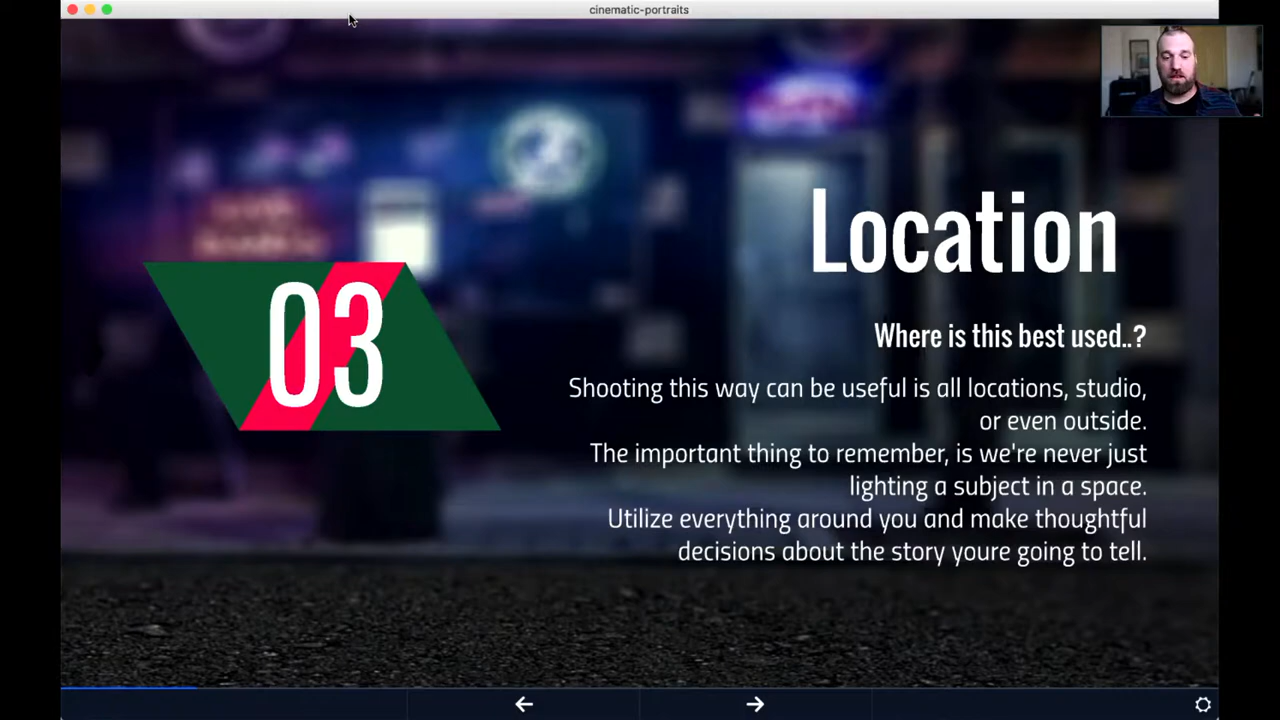 cinematic-portraits
Location
03
Where is this best used..?
Shooting this way can be useful is all locations, studio,
or even outside.
The important thing to remember, is we're never just
lighting a subject in a space.
Utilize everything around you and make thoughtful
decisions about the story youre going to tell.